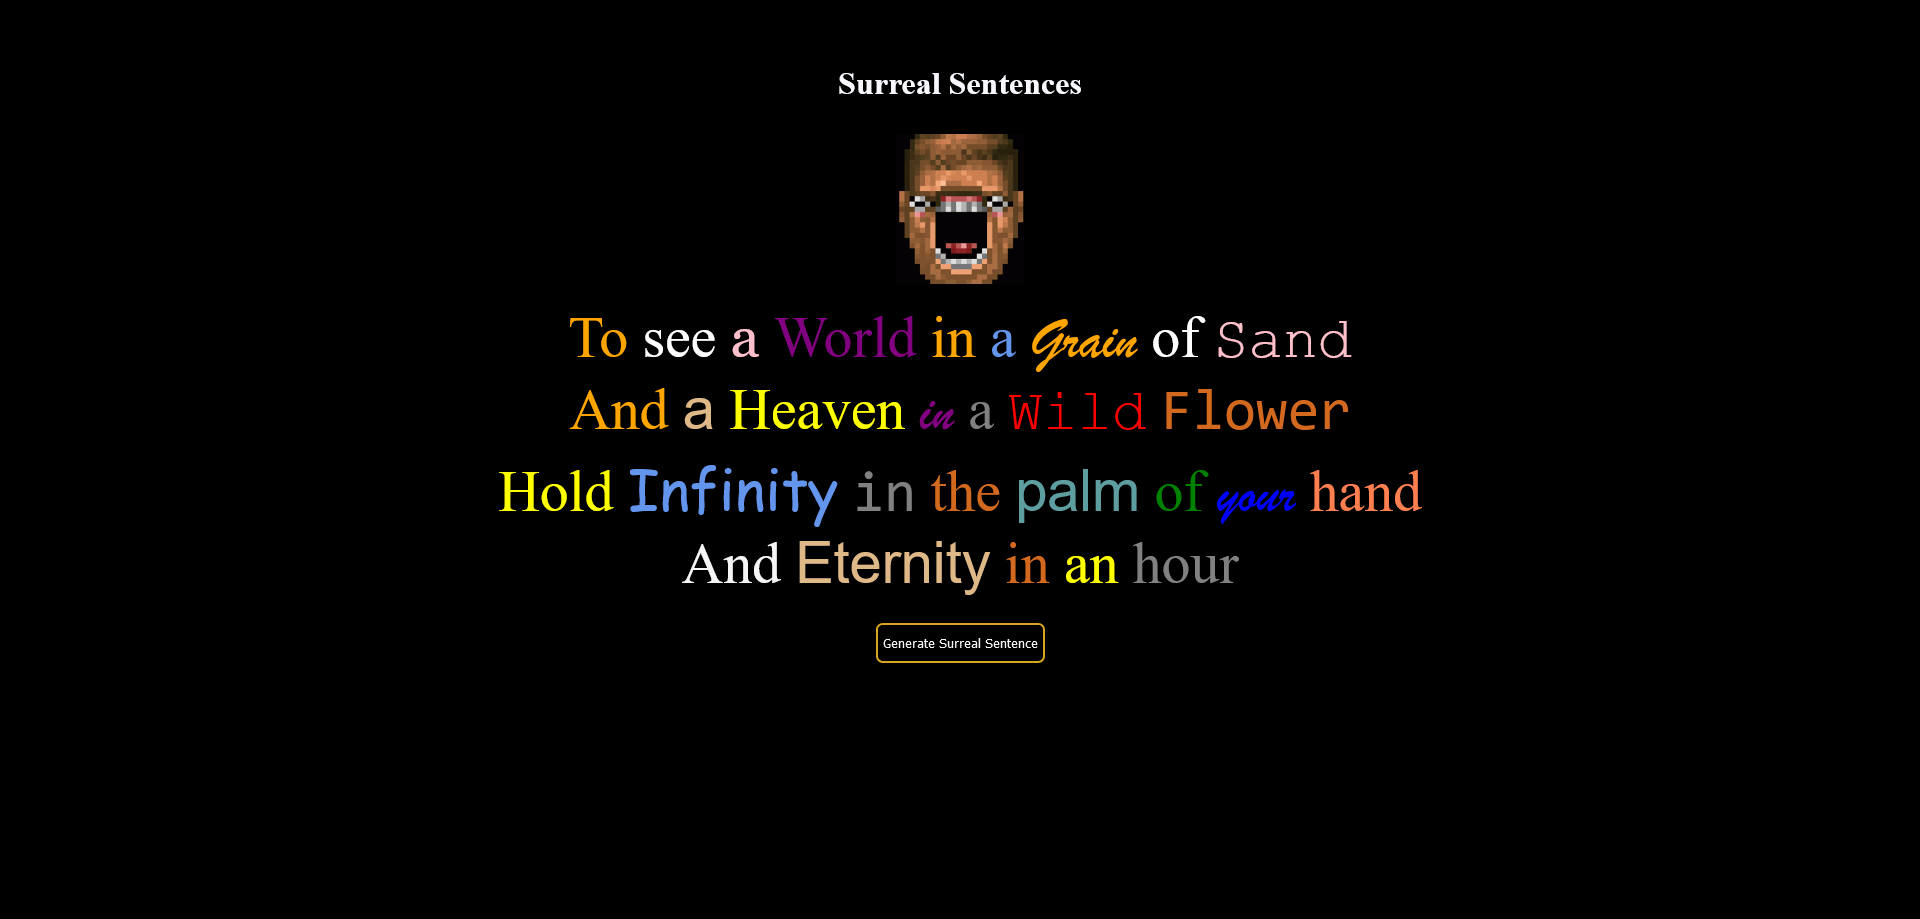 Surreal Sentences
To see a World in a Grain of Sand
And a Heaven in a Wild Flower
Hold Infinity in the palm of your hand
And Eternity in an hour
Generate Surreal Sentence